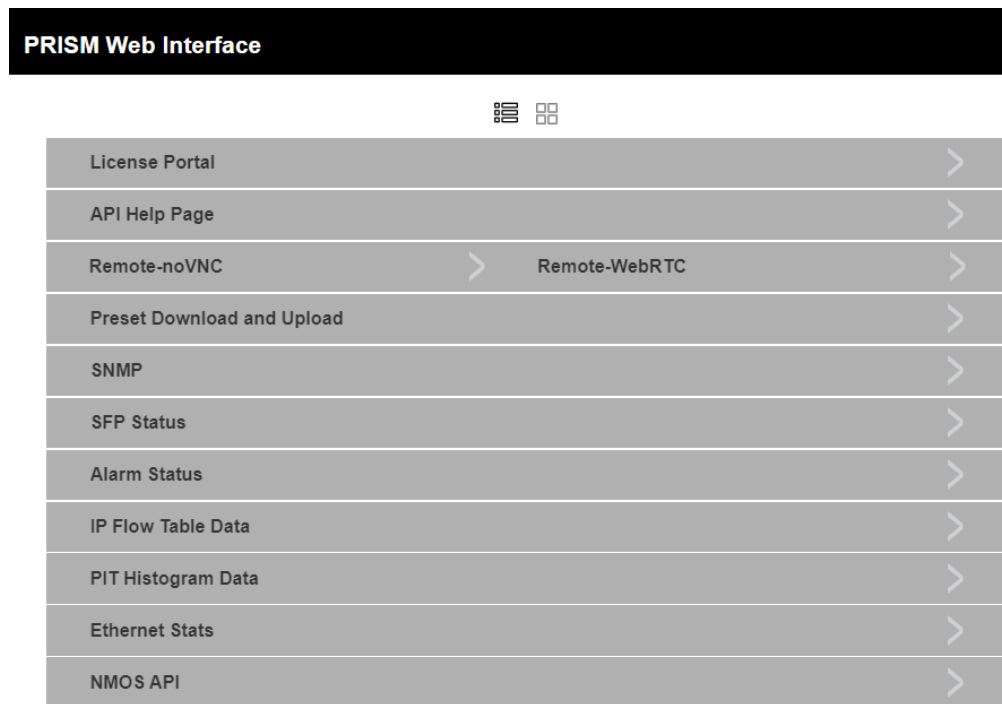 PRISM Web Interface
License Portal
API Help Page
Remote-noVNC Remote-WebRTC
Preset Download and Upload
SNMP
SFP Status
Alarm Status
IP Flow Table Data
PIT Histogram Data
Ethernet Stats
NMOS API